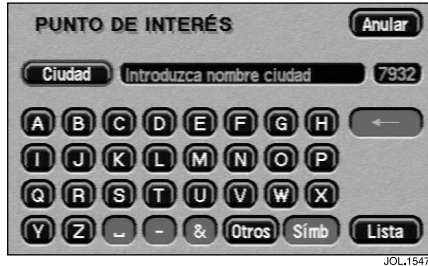 PUNTO DE INTERÉS Anular
Ciudad Introduzca nombre ciudad 7932
A B C D E F G H ←
I J K L M N O P
Q R S T U V W X
Y Z ␣ - & Otros Símb Lista
JOL.1547